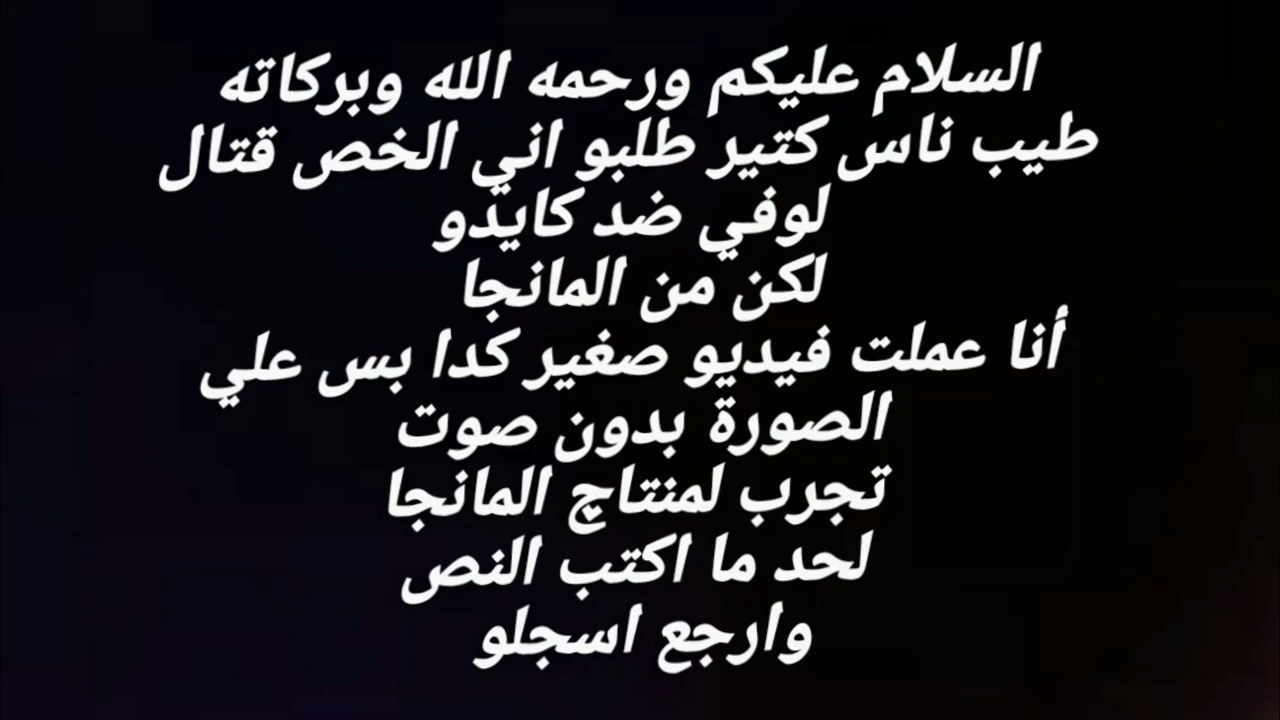 السلام عليكم ورحمه الله وبركاته
طيب ناس كتير طلبو اني الخص قتال
لوفي ضد كايدو
لكن من المانجا
أنا عملت فيديو صغير كدا بس علي
الصورة بدون صوت
تجرب لمنتاج المانجا
لحد ما اكتب النص
وارجع اسجلو